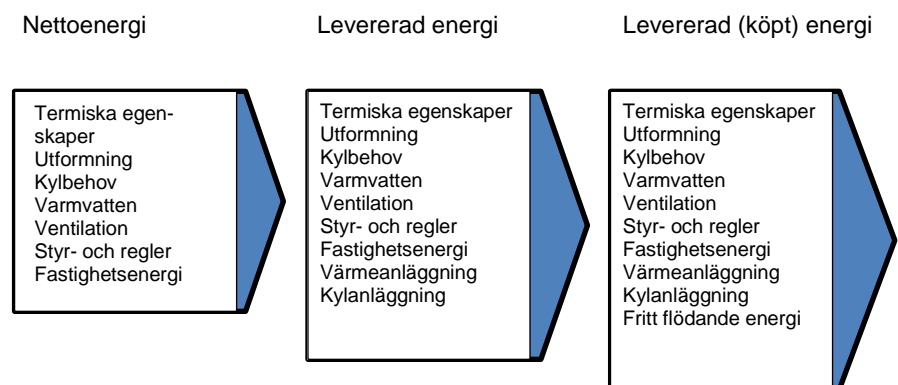 Nettoenergi
Levererad energi
Levererad (köpt) energi
Termiska egen-
skaper
Utformning
Kylbehov
Varmvatten
Ventilation
Styr- och regler
Fastighetsenergi
Termiska egenskaper
Utformning
Kylbehov
Varmvatten
Ventilation
Styr- och regler
Fastighetsenergi
Värmeanläggning
Kylanläggning
Termiska egenskaper
Utformning
Kylbehov
Varmvatten
Ventilation
Styr- och regler
Fastighetsenergi
Värmeanläggning
Kylanläggning
Fritt flödande energi